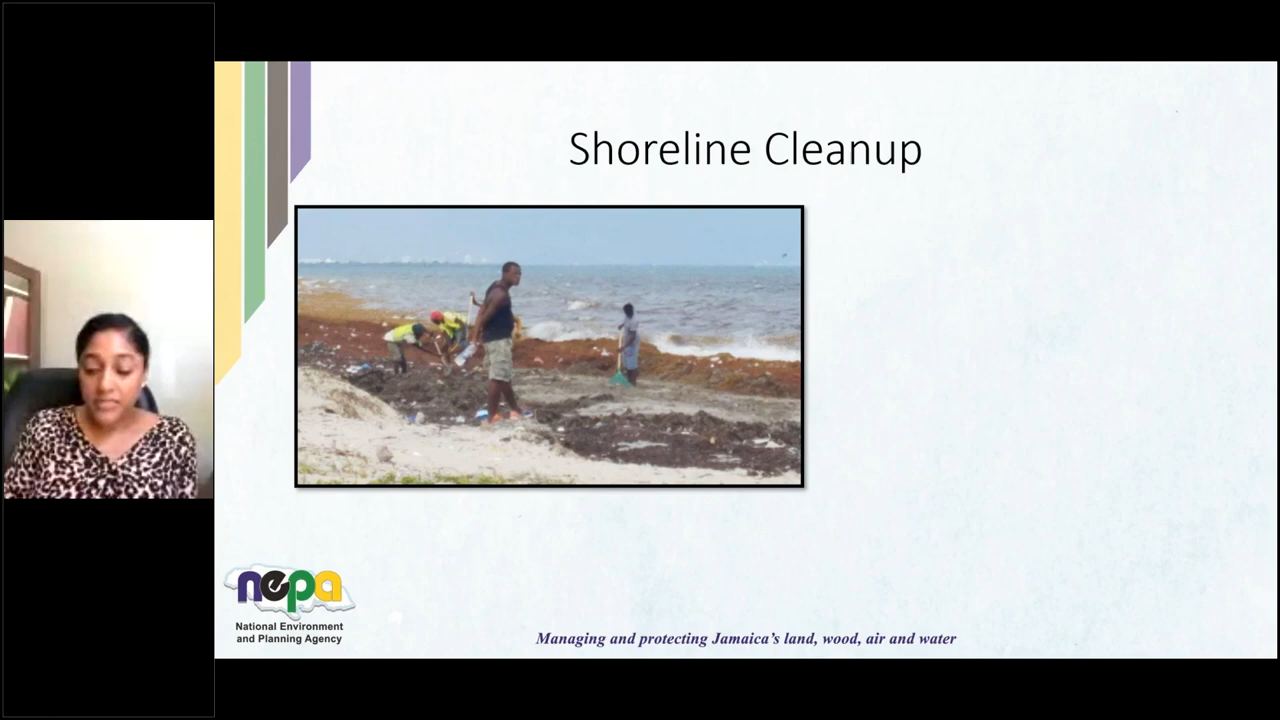 Shoreline Cleanup
nepa
National Environment
and Planning Agency
Managing and protecting Jamaica's land, wood, air and water